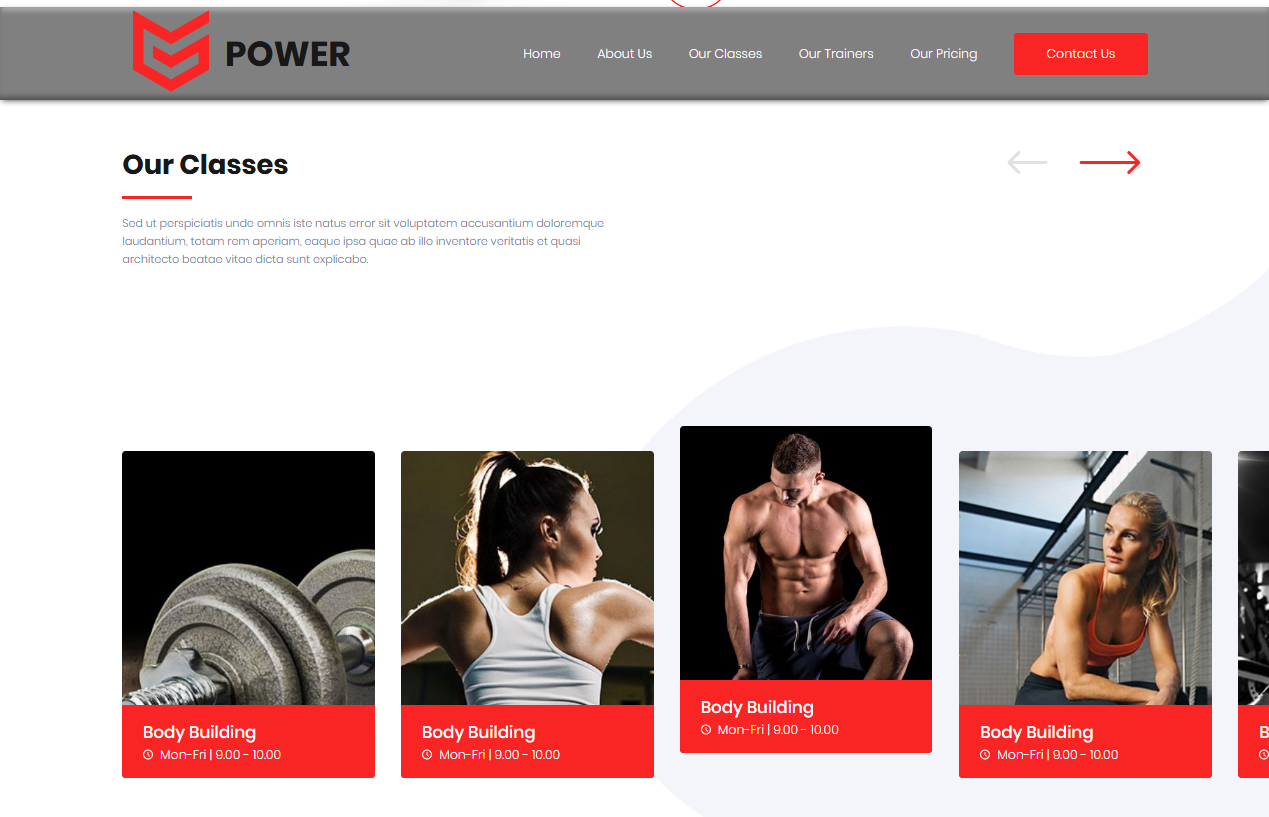 POWER
Home About Us Our Classes Our Trainers Our Pricing Contact Us
Our Classes
Sed ut perspiciatis unde omnis iste natus error sit voluptatem accusantium doloremque
laudantium, totam rem aperiam, eaque ipsa quae ab illo inventore veritatis et quasi
architecto beatae vitae dicta sunt explicabo.
Body Building
Mon-Fri | 9.00 - 10.00
Body Building
Mon-Fri | 9.00 - 10.00
Body Building
Mon-Fri | 9.00 - 10.00
Body Building
Mon-Fri | 9.00 - 10.00
B